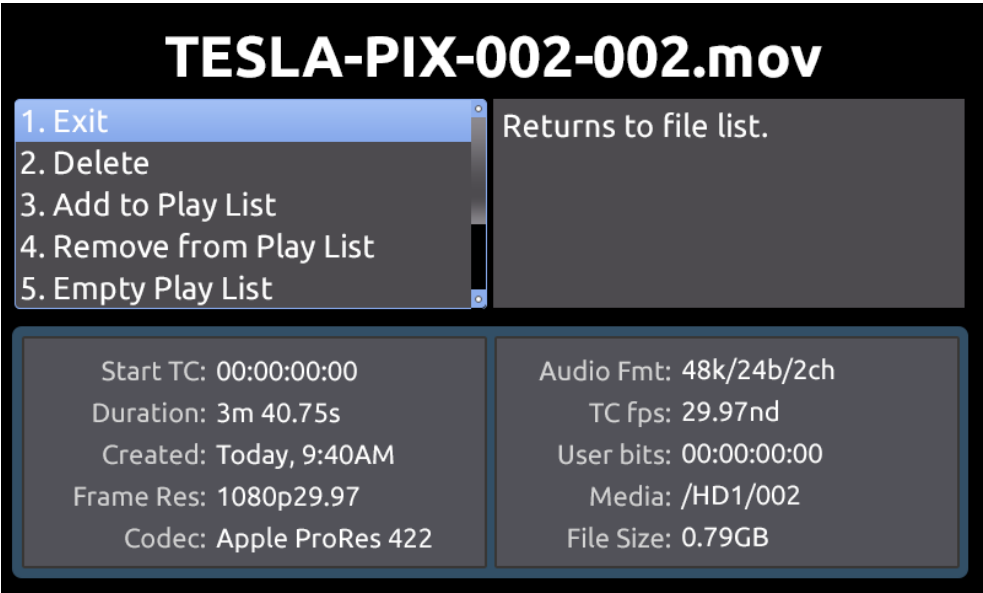 TESLA-PIX-002-002.mov
1. Exit
2. Delete
3. Add to Play List
4. Remove from Play List
5. Empty Play List
Returns to file list.
Start TC: 00:00:00:00
Duration: 3m 40.75s
Created: Today, 9:40AM
Frame Res: 1080p29.97
Codec: Apple ProRes 422
Audio Fmt: 48k/24b/2ch
TC fps: 29.97nd
User bits: 00:00:00:00
Media: /HD1/002
File Size: 0.79GB